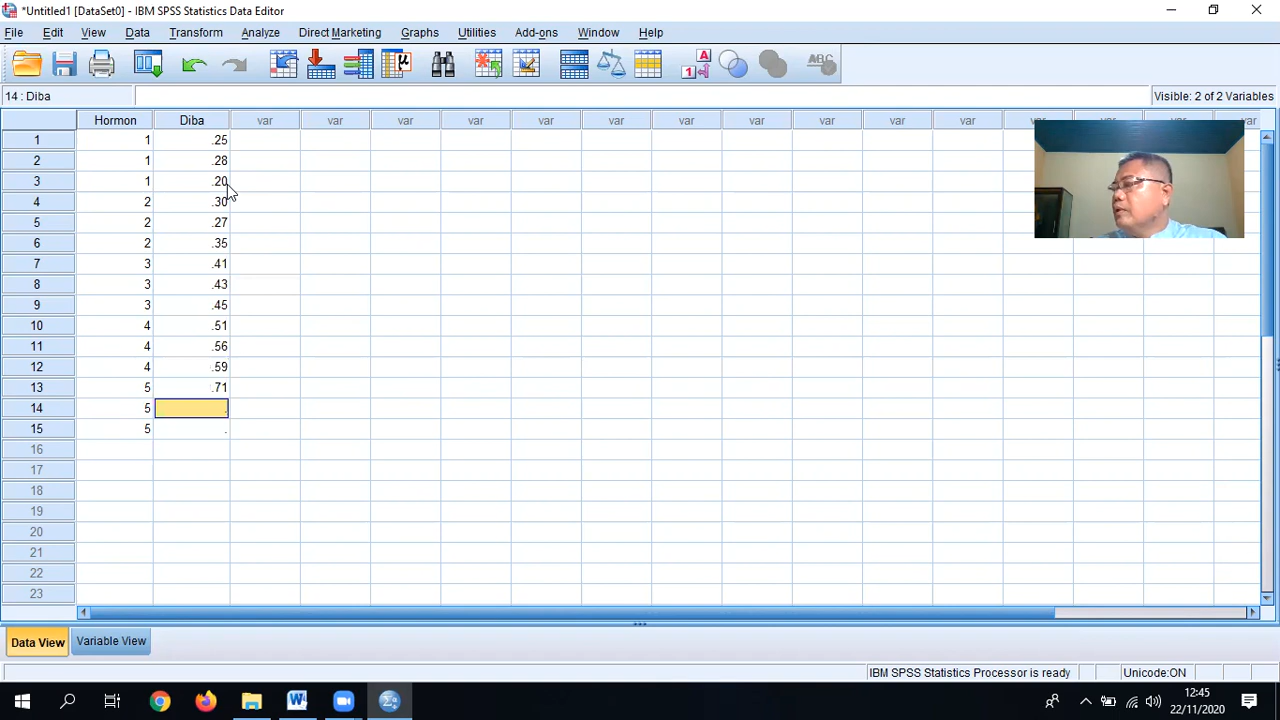 *Untitled1 [DataSet0] - IBM SPSS Statistics Data Editor
File Edit View Data Transform Analyze Direct Marketing Graphs Utilities Add-ons Window Help
14 : Diba
Visible: 2 of 2 Variables
Hormon Diba var var var var var var var var var var var var var var var
1 1 .25
2 1 .28
3 1 .20
4 2 .30
5 2 .27
6 2 .35
7 3 .41
8 3 .43
9 3 .45
10 4 .51
11 4 .56
12 4 .59
13 5 .71
14 5 .
15 5 .
16
17
18
19
20
21
22
23
Data View Variable View
IBM SPSS Statistics Processor is ready Unicode:ON
12:45
22/11/2020